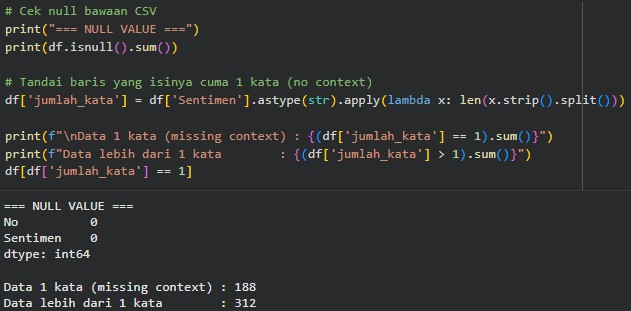 # Cek null bawaan CSV
print("=== NULL VALUE ===")
print(df.isnull().sum())

# Tandai baris yang isinya cuma 1 kata (no context)
df['jumlah_kata'] = df['Sentimen'].astype(str).apply(lambda x: len(x.strip().split()))

print(f"\nData 1 kata (missing context) : {(df['jumlah_kata'] == 1).sum()}")
print(f"Data lebih dari 1 kata        : {(df['jumlah_kata'] > 1).sum()}")
df[df['jumlah_kata'] == 1]

=== NULL VALUE ===
No          0
Sentimen    0
dtype: int64

Data 1 kata (missing context) : 188
Data lebih dari 1 kata        : 312